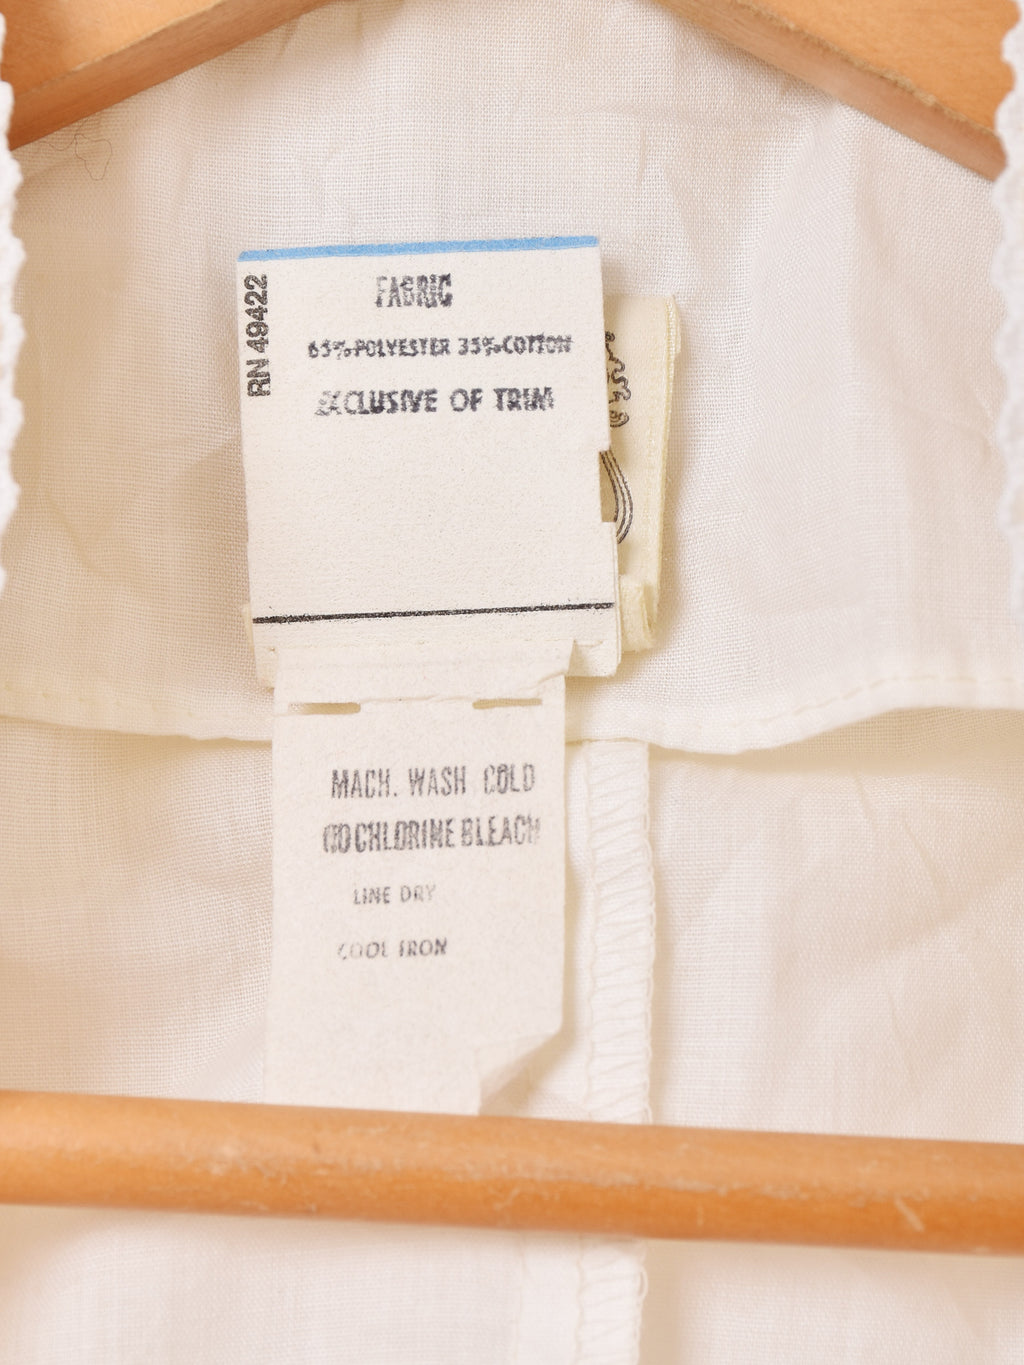 RN 49422
FABRIC
65% POLYESTER 35% COTTON
EXCLUSIVE OF TRIM
MACH. WASH COLD
NO CHLORINE BLEACH
LINE DRY
COOL IRON